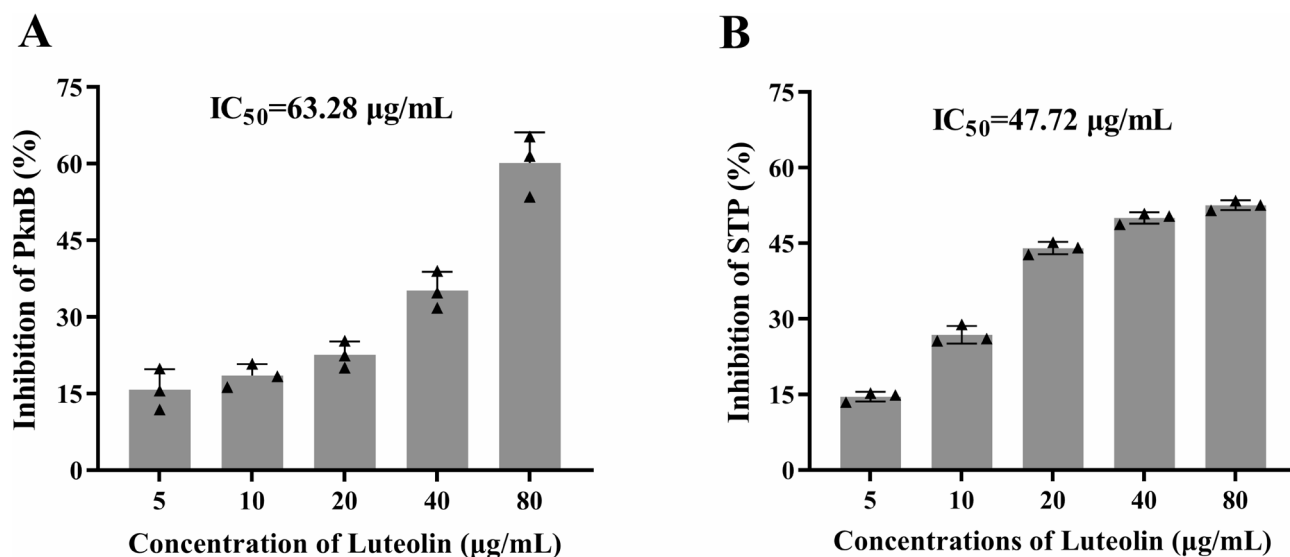 A
Inhibition of PknB (%)
IC50=63.28 μg/mL
75
60
45
30
15
0
5 10 20 40 80
Concentration of Luteolin (μg/mL)
B
Inhibition of STP (%)
IC50=47.72 μg/mL
75
60
45
30
15
0
5 10 20 40 80
Concentrations of Luteolin (μg/mL)